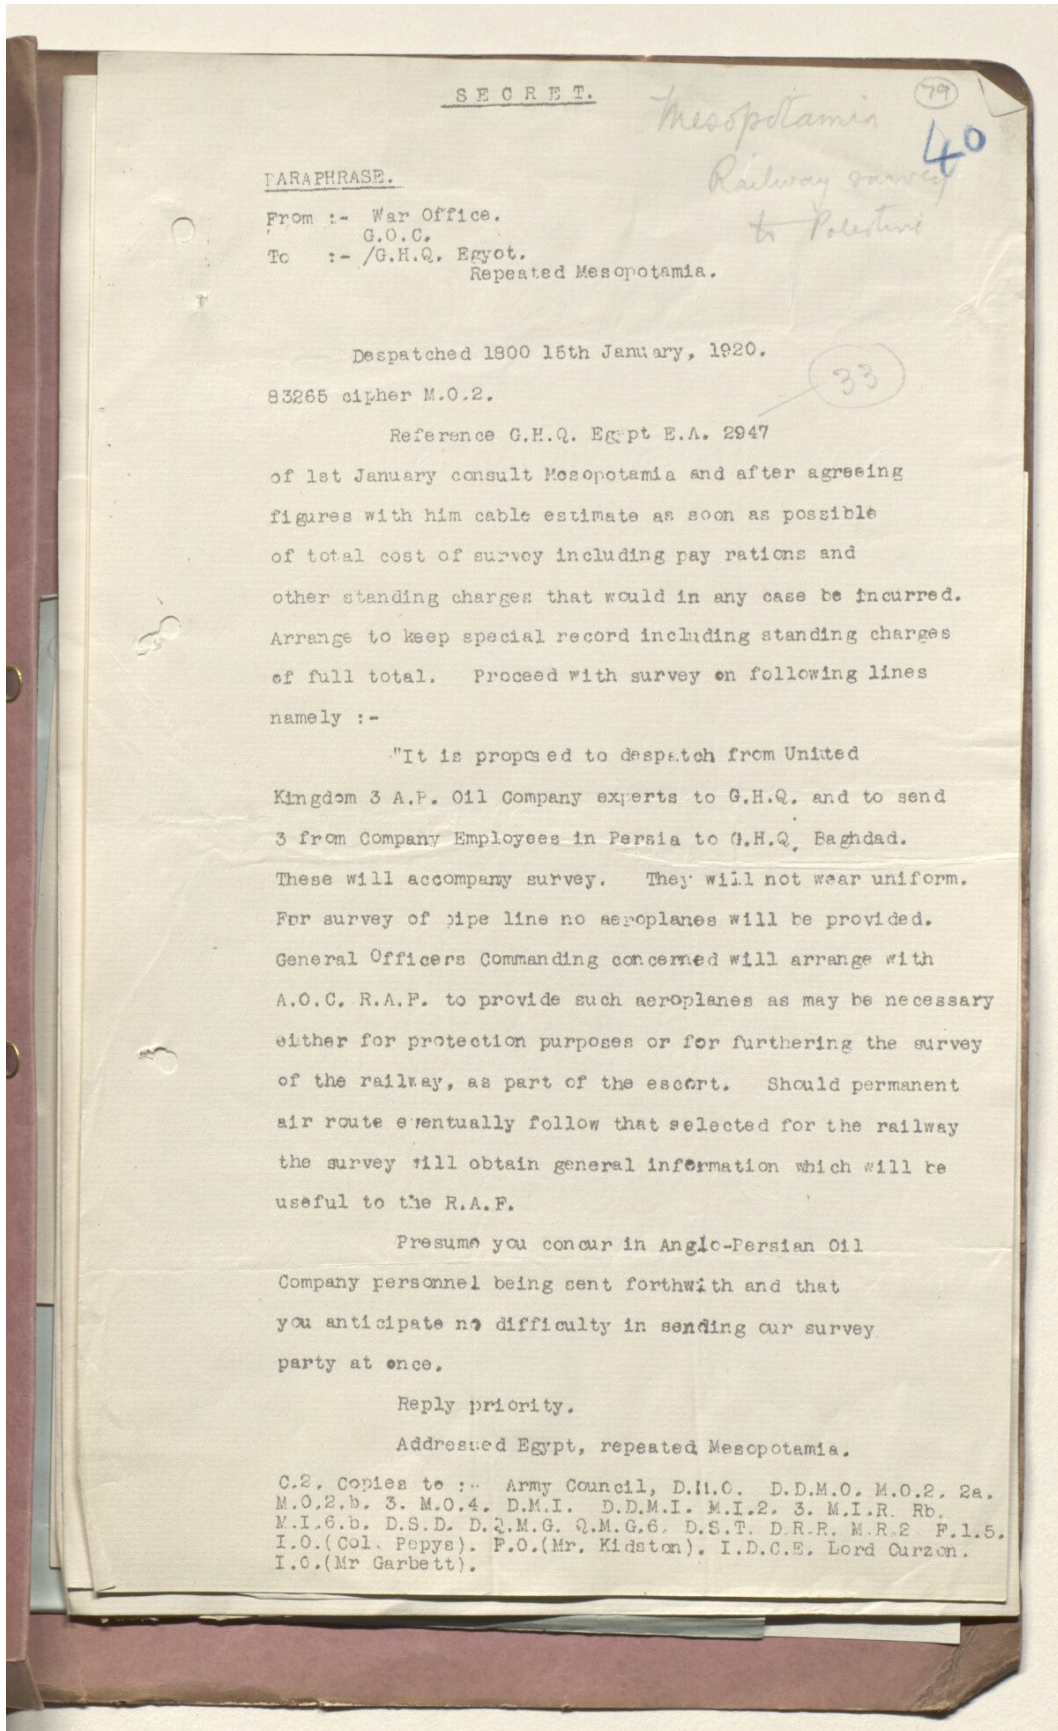 SECRET.
79
Mesopotamia
40
Railway survey
to Palestine
PARAPHRASE.
From :- War Office.
G.O.C.
To :- /G.H.Q. Egyot.
Repeated Mesopotamia.
Despatched 1800 15th January, 1920.
33
83265 cipher M.O.2.
Reference G.H.Q. Egypt E.A. 2947
of 1st January consult Mesopotamia and after agreeing
figures with him cable estimate as soon as possible
of total cost of survey including pay rations and
other standing charges that would in any case be incurred.
Arrange to keep special record including standing charges
of full total. Proceed with survey on following lines
namely :-
"It is proposed to despatch from United
Kingdom 3 A.P. Oil Company experts to G.H.Q. and to send
3 from Company Employees in Persia to G.H.Q. Baghdad.
These will accompany survey. They will not wear uniform.
For survey of pipe line no aeroplanes will be provided.
General Officers Commanding concerned will arrange with
A.O.C. R.A.F. to provide such aeroplanes as may be necessary
either for protection purposes or for furthering the survey
of the railway, as part of the escort. Should permanent
air route eventually follow that selected for the railway
the survey will obtain general information which will be
useful to the R.A.F.
Presume you concur in Anglo-Persian Oil
Company personnel being sent forthwith and that
you anticipate no difficulty in sending our survey
party at once.
Reply priority.
Addressed Egypt, repeated Mesopotamia.
C.2. Copies to :- Army Council, D.M.O. D.D.M.O. M.O.2. 2a.
M.O.2.b. 3. M.O.4. D.M.I. D.D.M.I. M.I.2. 3. M.I.R. Rb.
M.I.6.b. D.S.D. D.Q.M.G. Q.M.G.6. D.S.T. D.R.R. M.R.2 F.1.5.
I.O.(Col. Pepys). F.O.(Mr. Kidston). I.D.C.E. Lord Curzon.
I.O.(Mr Garbett).